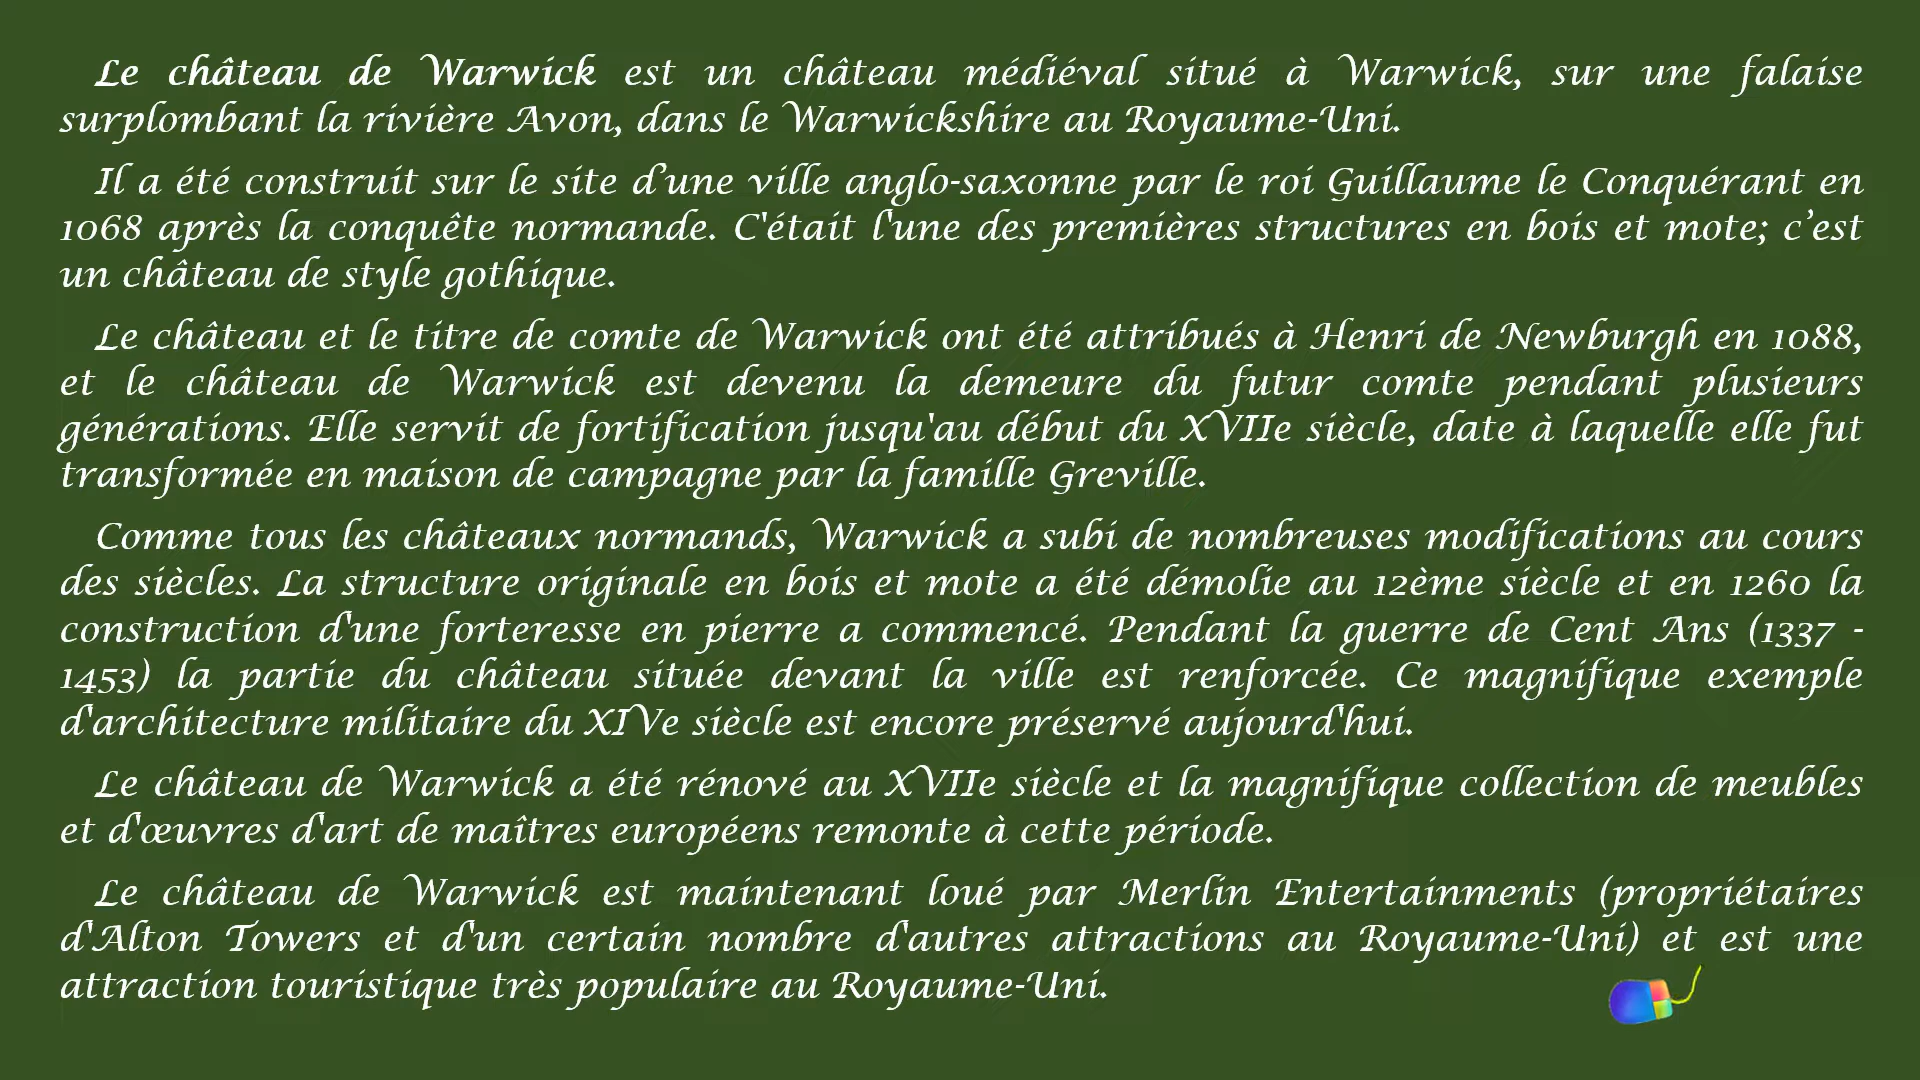 Le château de Warwick est un château médiéval situé à Warwick, sur une falaise
surplombant la rivière Avon, dans le Warwickshire au Royaume-Uni.
Il a été construit sur le site d’une ville anglo-saxonne par le roi Guillaume le Conquérant en
1068 après la conquête normande. C'était l'une des premières structures en bois et mote; c’est
un château de style gothique.
Le château et le titre de comte de Warwick ont été attribués à Henri de Newburgh en 1088,
et le château de Warwick est devenu la demeure du futur comte pendant plusieurs
générations. Elle servit de fortification jusqu'au début du XVIIe siècle, date à laquelle elle fut
transformée en maison de campagne par la famille Greville.
Comme tous les châteaux normands, Warwick a subi de nombreuses modifications au cours
des siècles. La structure originale en bois et mote a été démolie au 12ème siècle et en 1260 la
construction d'une forteresse en pierre a commencé. Pendant la guerre de Cent Ans (1337 -
1453) la partie du château située devant la ville est renforcée. Ce magnifique exemple
d'architecture militaire du XIVe siècle est encore préservé aujourd'hui.
Le château de Warwick a été rénové au XVIIe siècle et la magnifique collection de meubles
et d'œuvres d'art de maîtres européens remonte à cette période.
Le château de Warwick est maintenant loué par Merlin Entertainments (propriétaires
d'Alton Towers et d'un certain nombre d'autres attractions au Royaume-Uni) et est une
attraction touristique très populaire au Royaume-Uni.